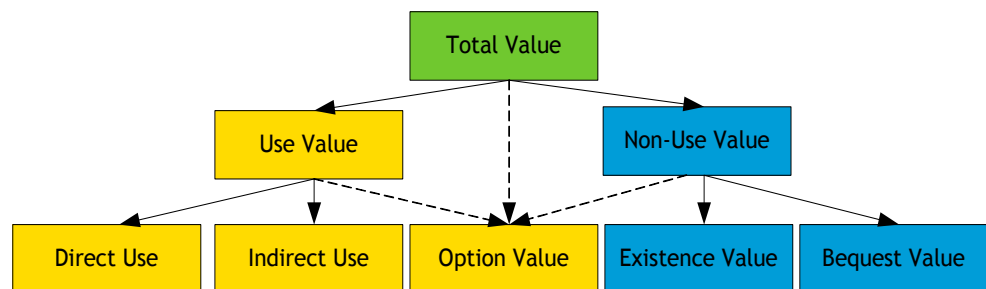 Total Value
Use Value
Non-Use Value
Direct Use
Indirect Use
Option Value
Existence Value
Bequest Value